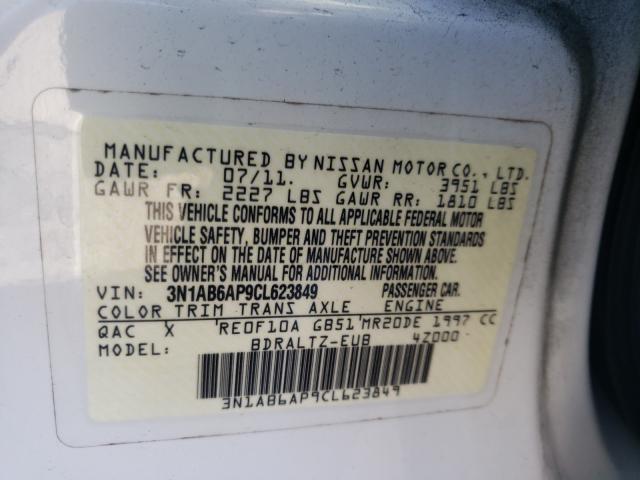 MANUFACTURED BY NISSAN MOTOR CO., LTD.
DATE: 07/11. GVWR: 3951 LBS
GAWR FR: 2227 LBS GAWR RR: 1810 LBS
THIS VEHICLE CONFORMS TO ALL APPLICABLE FEDERAL MOTOR
VEHICLE SAFETY, BUMPER AND THEFT PREVENTION STANDARDS
IN EFFECT ON THE DATE OF MANUFACTURE SHOWN ABOVE.
SEE OWNER'S MANUAL FOR ADDITIONAL INFORMATION.
VIN: 3N1AB6AP9CL623849 PASSENGER CAR.
COLOR TRIM TRANS AXLE ENGINE
QAC X 'RE0F10A GB51'MR20DE 1997 CC
MODEL: BDRALTZ-EUB 4Z000
3N1AB6AP9CL623849